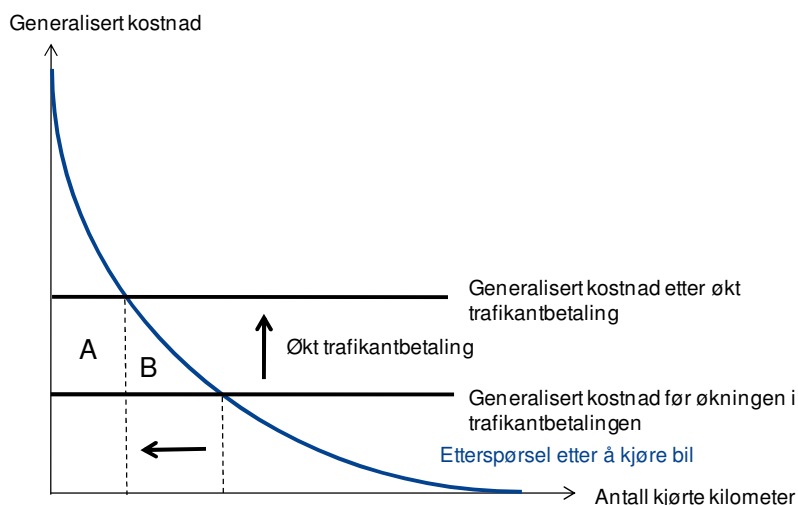 Generalisert kostnad
Generalisert kostnad etter økt
trafikantbetaling
A
B
Økt trafikantbetaling
Generalisert kostnad før økningen i
trafikantbetalingen
Etterspørsel etter å kjøre bil
Antall kjørte kilometer